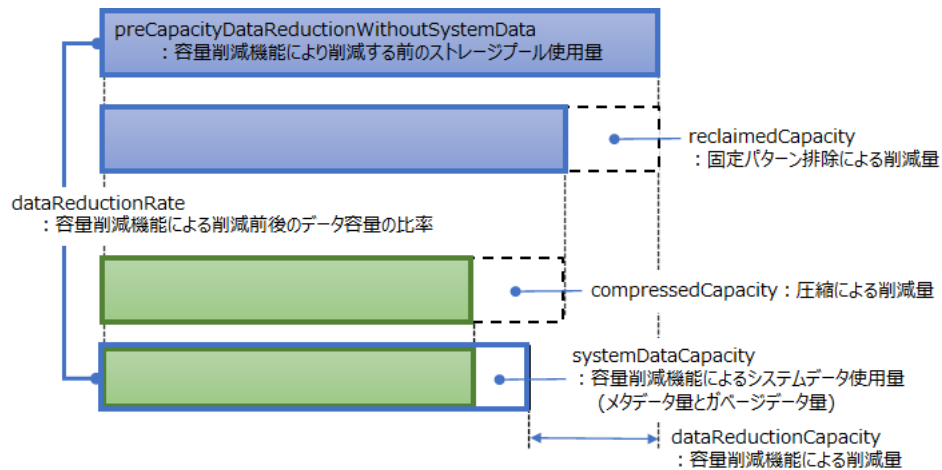 preCapacityDataReductionWithoutSystemData
：容量削減機能により削減する前のストレージプール使用量
reclaimedCapacity
：固定パターン排除による削減量
dataReductionRate
：容量削減機能による削減前後のデータ容量の比率
compressedCapacity：圧縮による削減量
systemDataCapacity
：容量削減機能によるシステムデータ使用量
(メタデータ量とガベージデータ量)
dataReductionCapacity
：容量削減機能による削減量